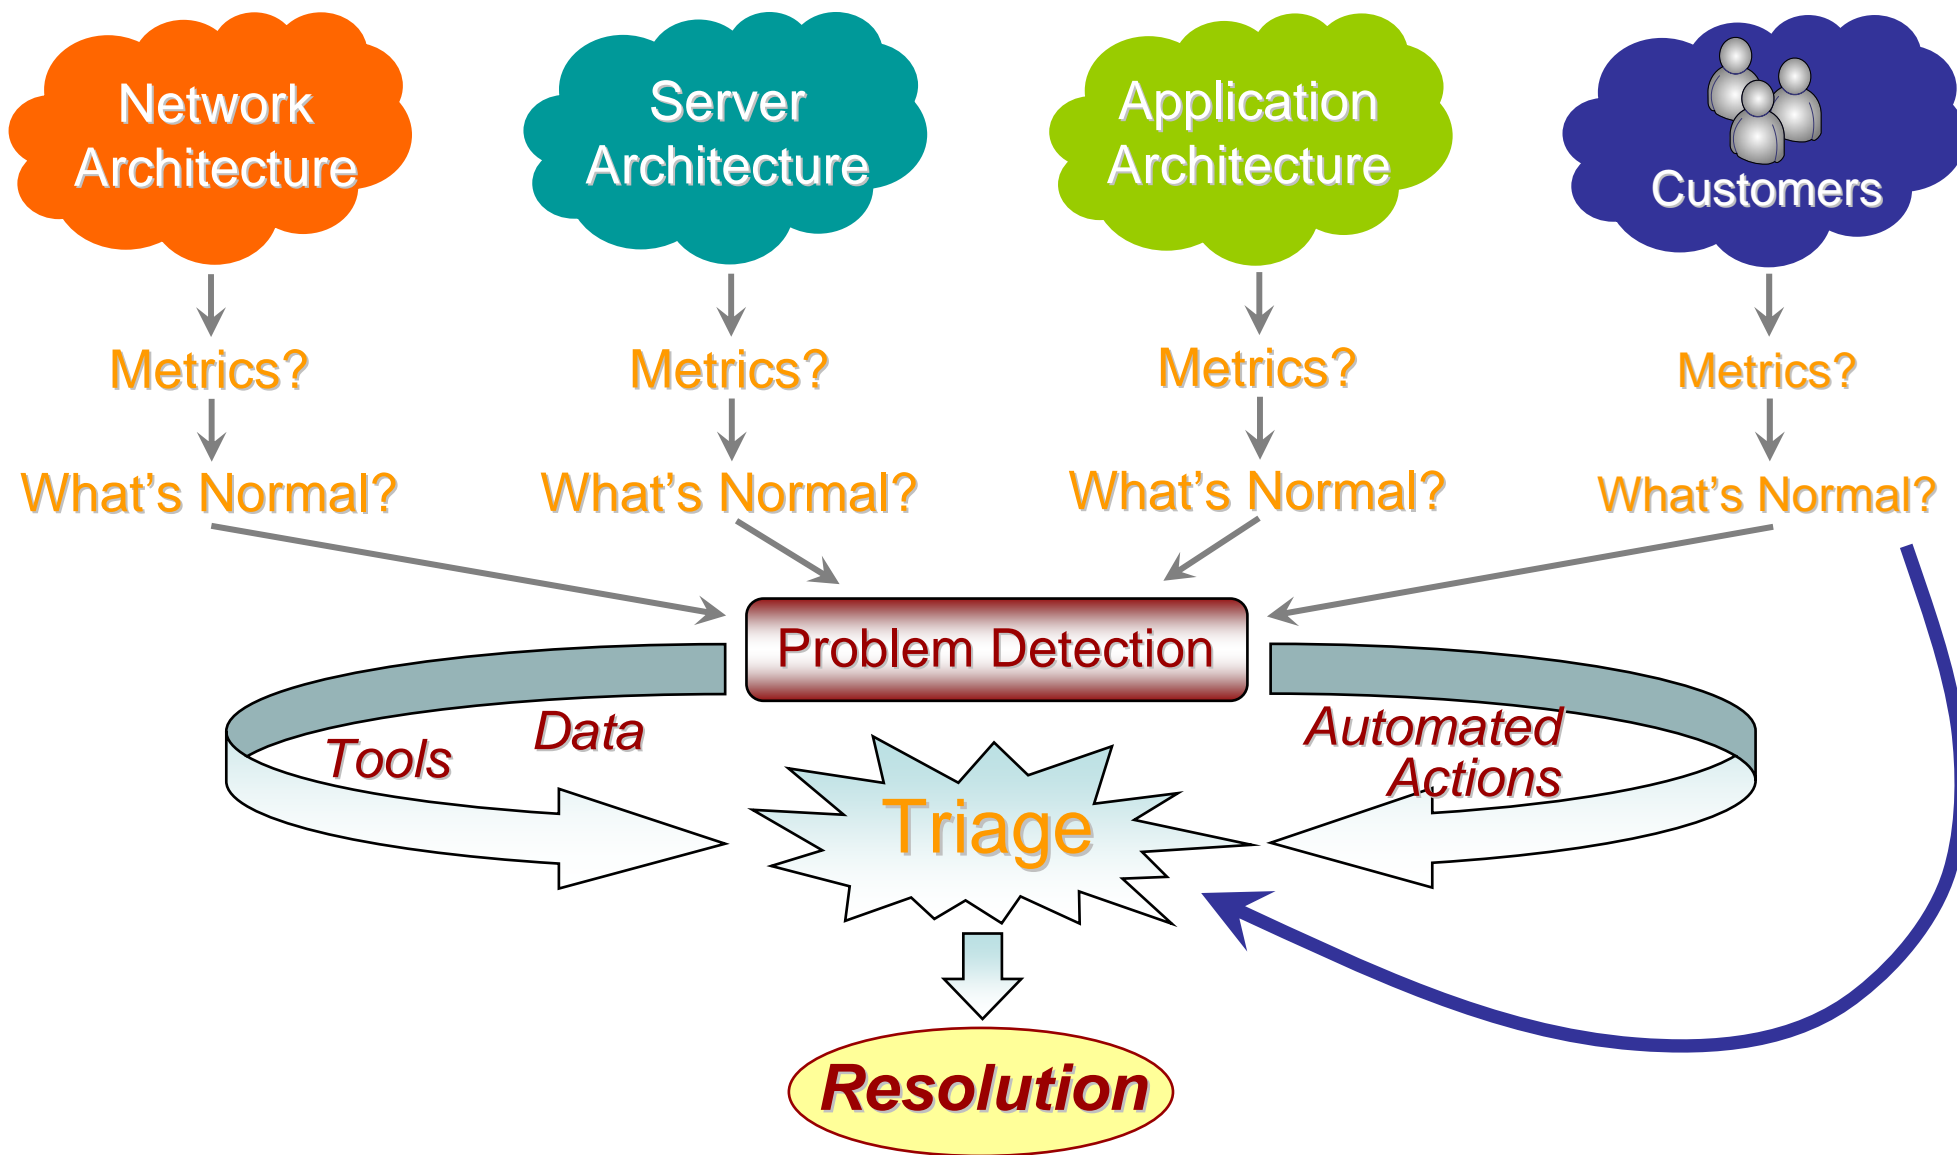 Network
Architecture
Server
Architecture
Application
Architecture
Customers
Metrics?
Metrics?
Metrics?
Metrics?
What’s Normal?
What’s Normal?
What’s Normal?
What’s Normal?
Problem Detection
Tools
Data
Automated
Actions
Triage
Resolution